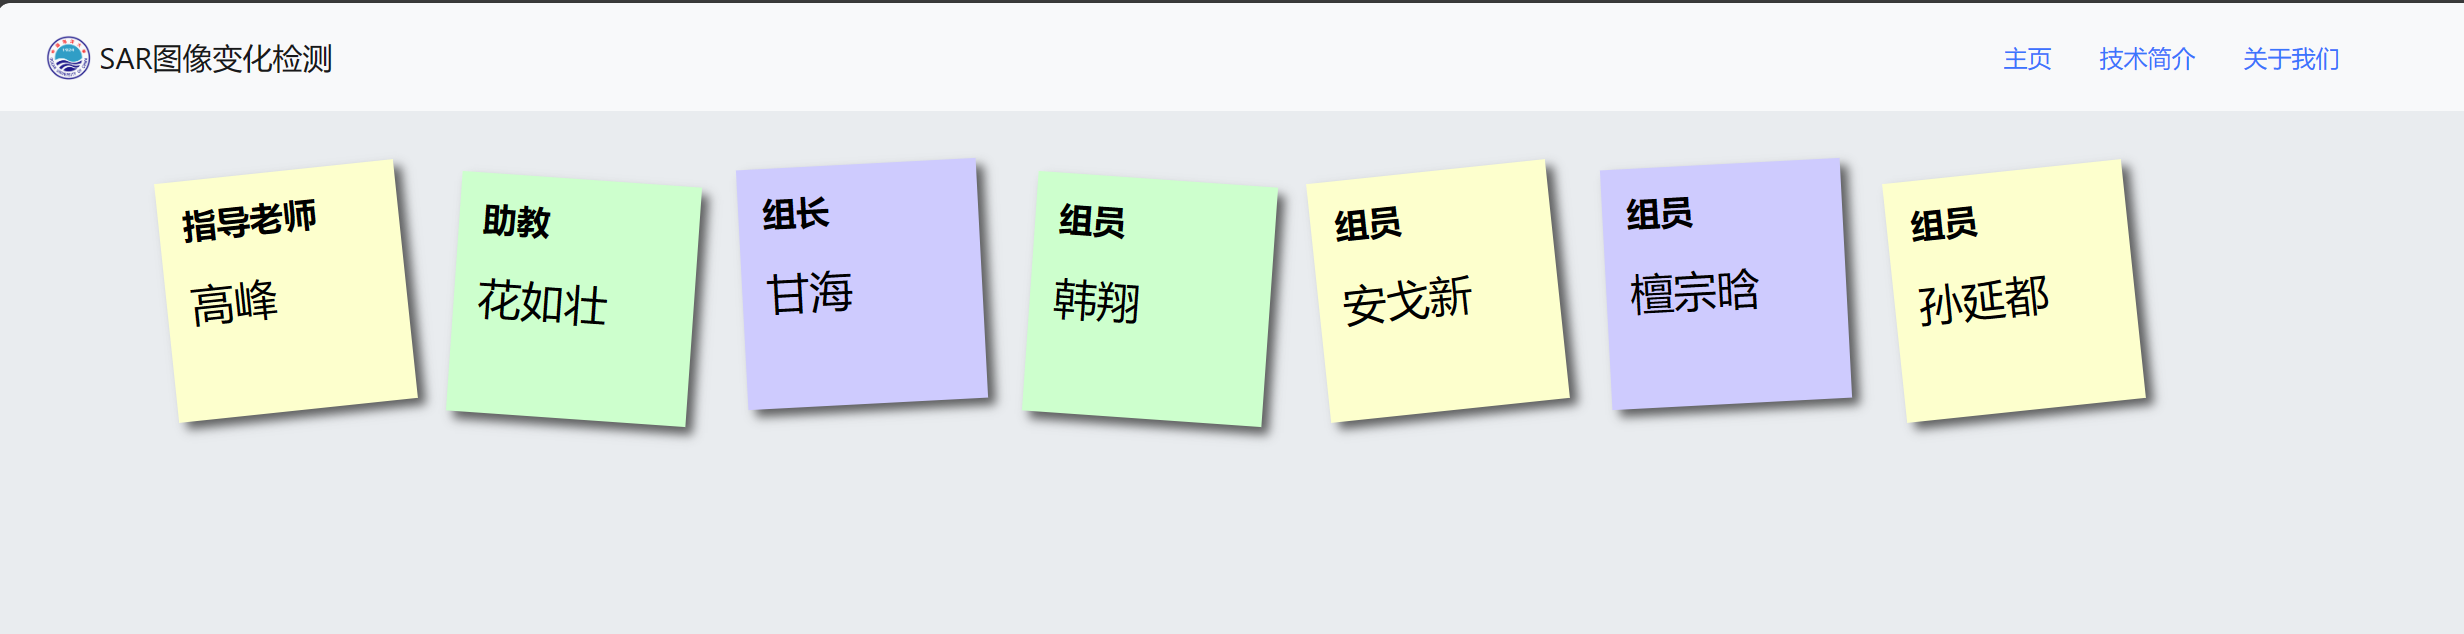 SAR图像变化检测
主页 技术简介 关于我们
指导老师
高峰
助教
花如壮
组长
甘海
组员
韩翔
组员
安戈新
组员
檀宗晗
组员
孙延都